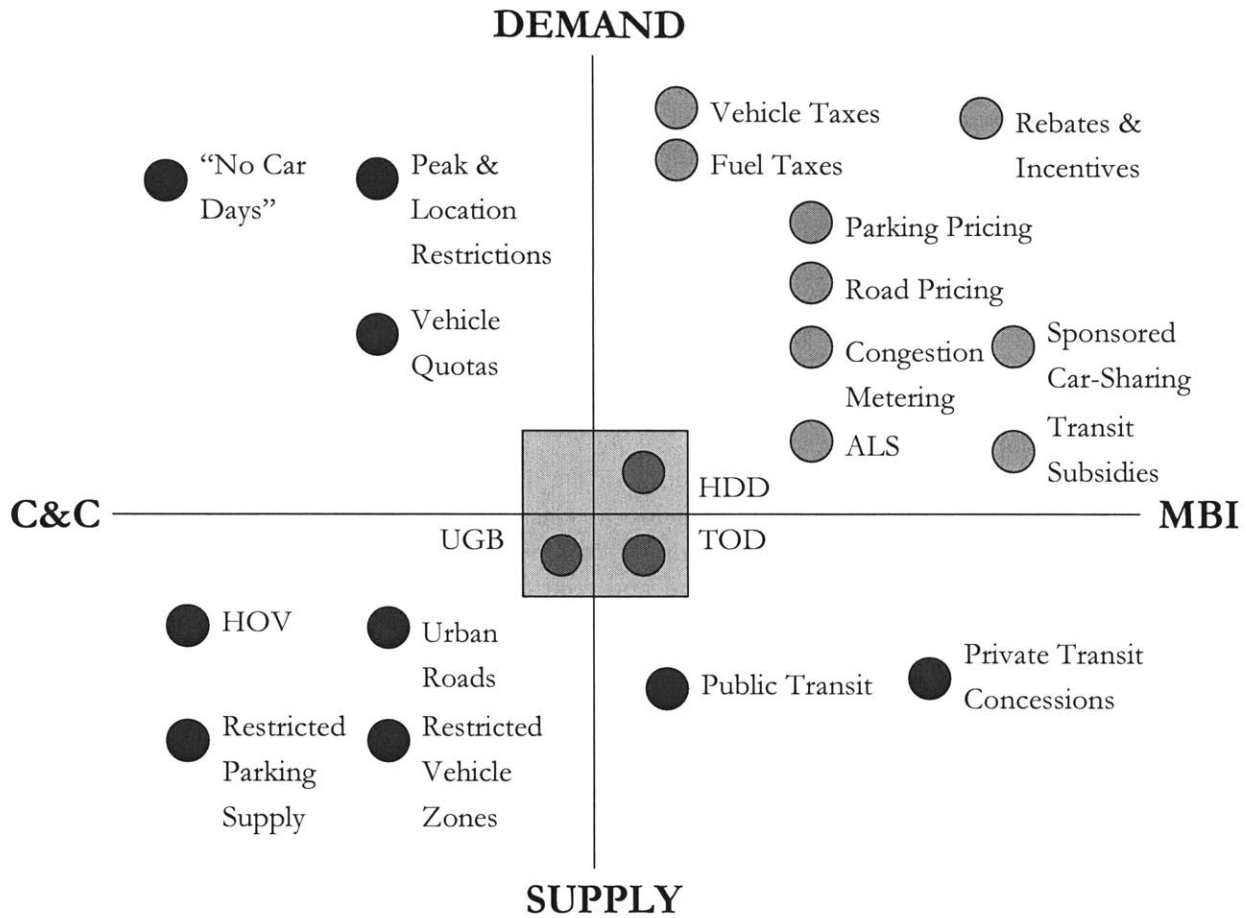 DEMAND
Vehicle Taxes
Fuel Taxes
Rebates &
Incentives
"No Car
Days"
Peak &
Location
Restrictions
Parking Pricing
Road Pricing
Vehicle
Quotas
Congestion
Metering
Sponsored
Car-Sharing
ALS
Transit
Subsidies
HDD
C&C
MBI
UGB
TOD
HOV
Urban
Roads
Public Transit
Private Transit
Concessions
Restricted
Parking
Supply
Restricted
Vehicle
Zones
SUPPLY